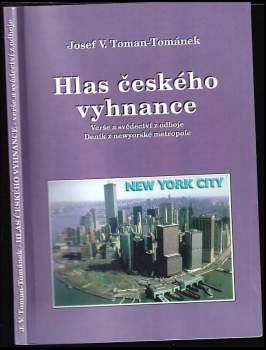 Josef V. Toman-Tománek
Hlas českého
vyhnance
Verše a svědectví z odboje
Deník z newyorské metropole
NEW YORK CITY
J. V. Toman-Tománek - HLAS ČESKÉHO VYHNANCE - verše a svědectví z odboje